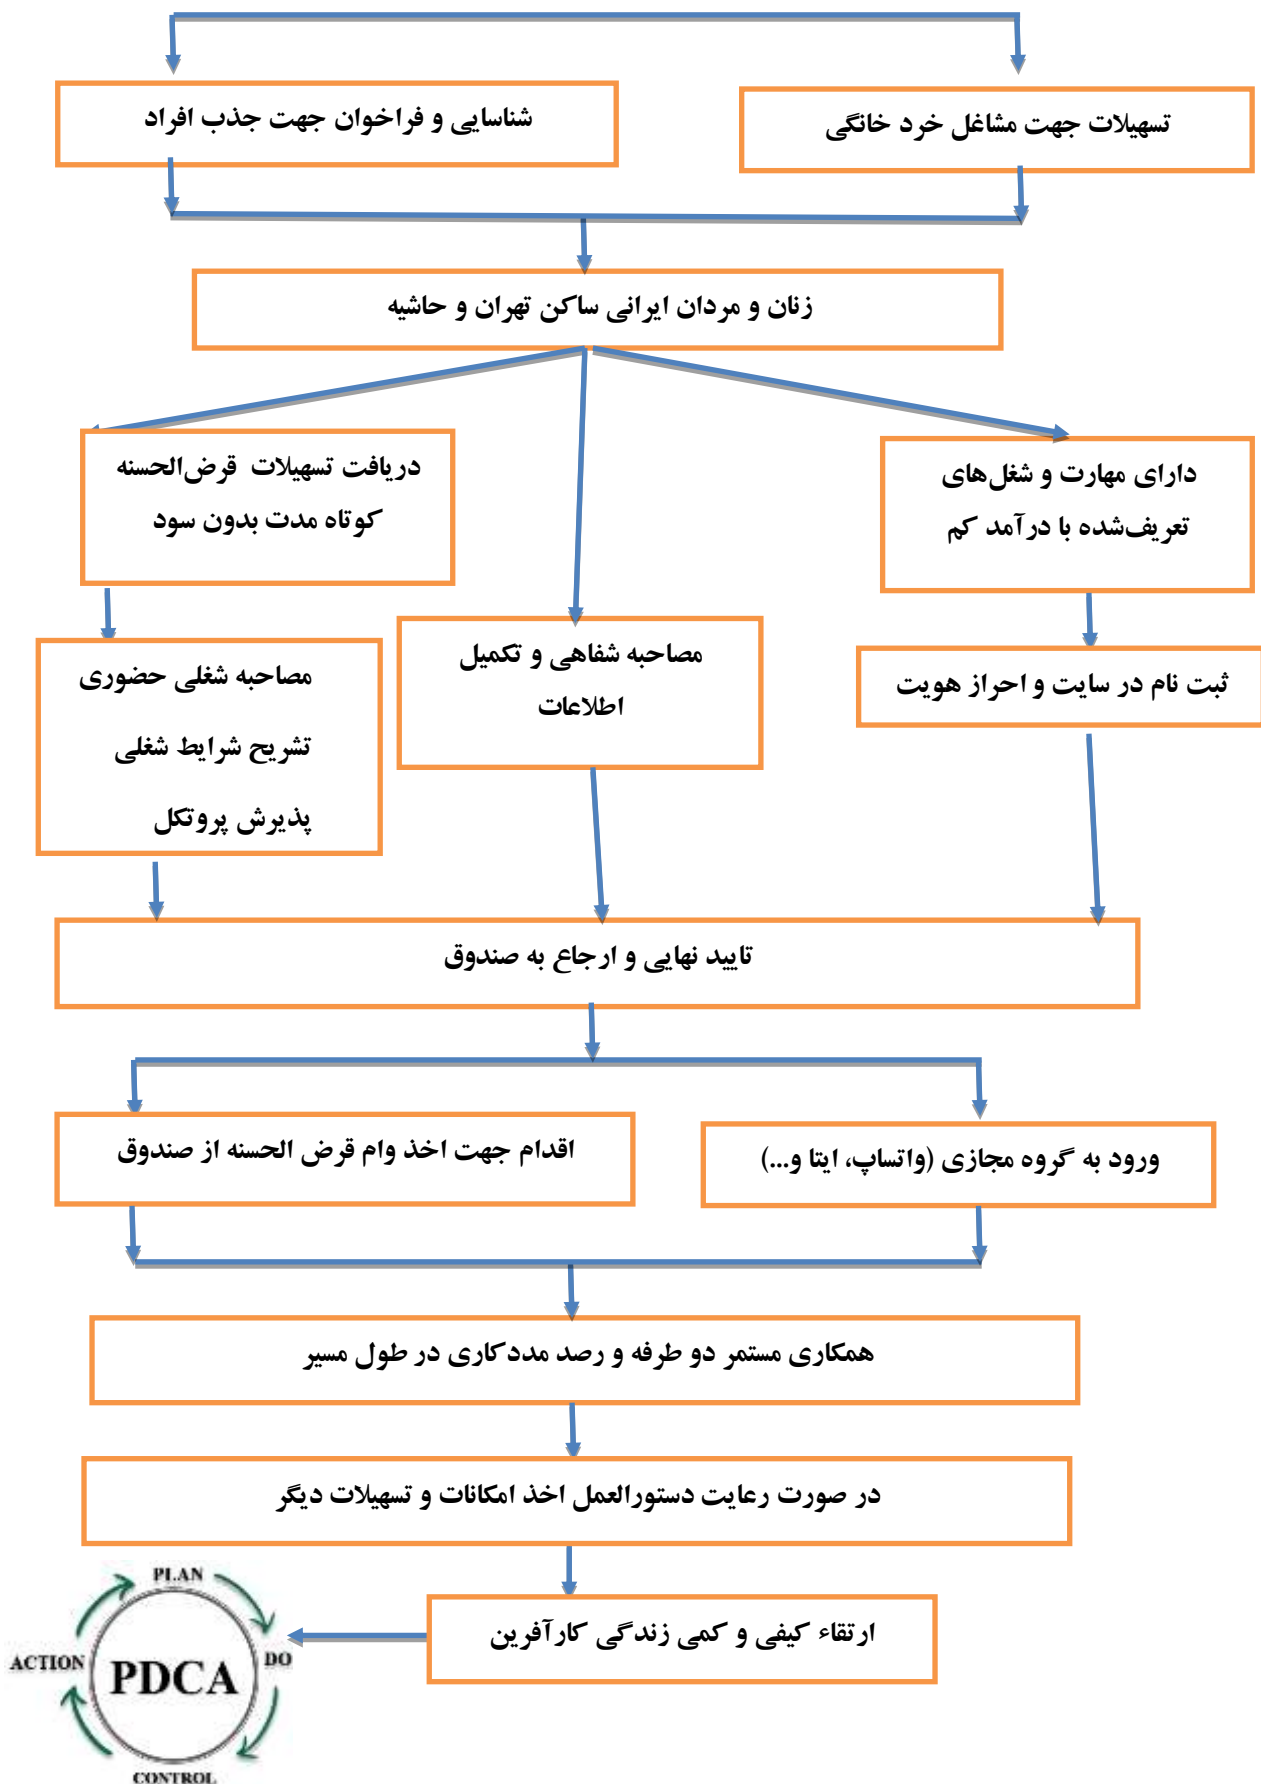 تسهیلات جهت مشاغل خرد خانگی
شناسایی و فراخوان جهت جذب افراد
زنان و مردان ایرانی ساکن تهران و حاشیه
دارای مهارت و شغل‌های
تعریف‌شده با درآمد کم
دریافت تسهیلات قرض‌الحسنه
کوتاه مدت بدون سود
ثبت نام در سایت و احراز هویت
مصاحبه شفاهی و تکمیل
اطلاعات
مصاحبه شغلی حضوری
تشریح شرایط شغلی
پذیرش پروتکل
تایید نهایی و ارجاع به صندوق
ورود به گروه مجازی (واتساپ، ایتا و...)
اقدام جهت اخذ وام قرض الحسنه از صندوق
همکاری مستمر دو طرفه و رصد مددکاری در طول مسیر
در صورت رعایت دستورالعمل اخذ امکانات و تسهیلات دیگر
ارتقاء کیفی و کمی زندگی کارآفرین
PLAN
DO
ACTION
PDCA
CONTROL